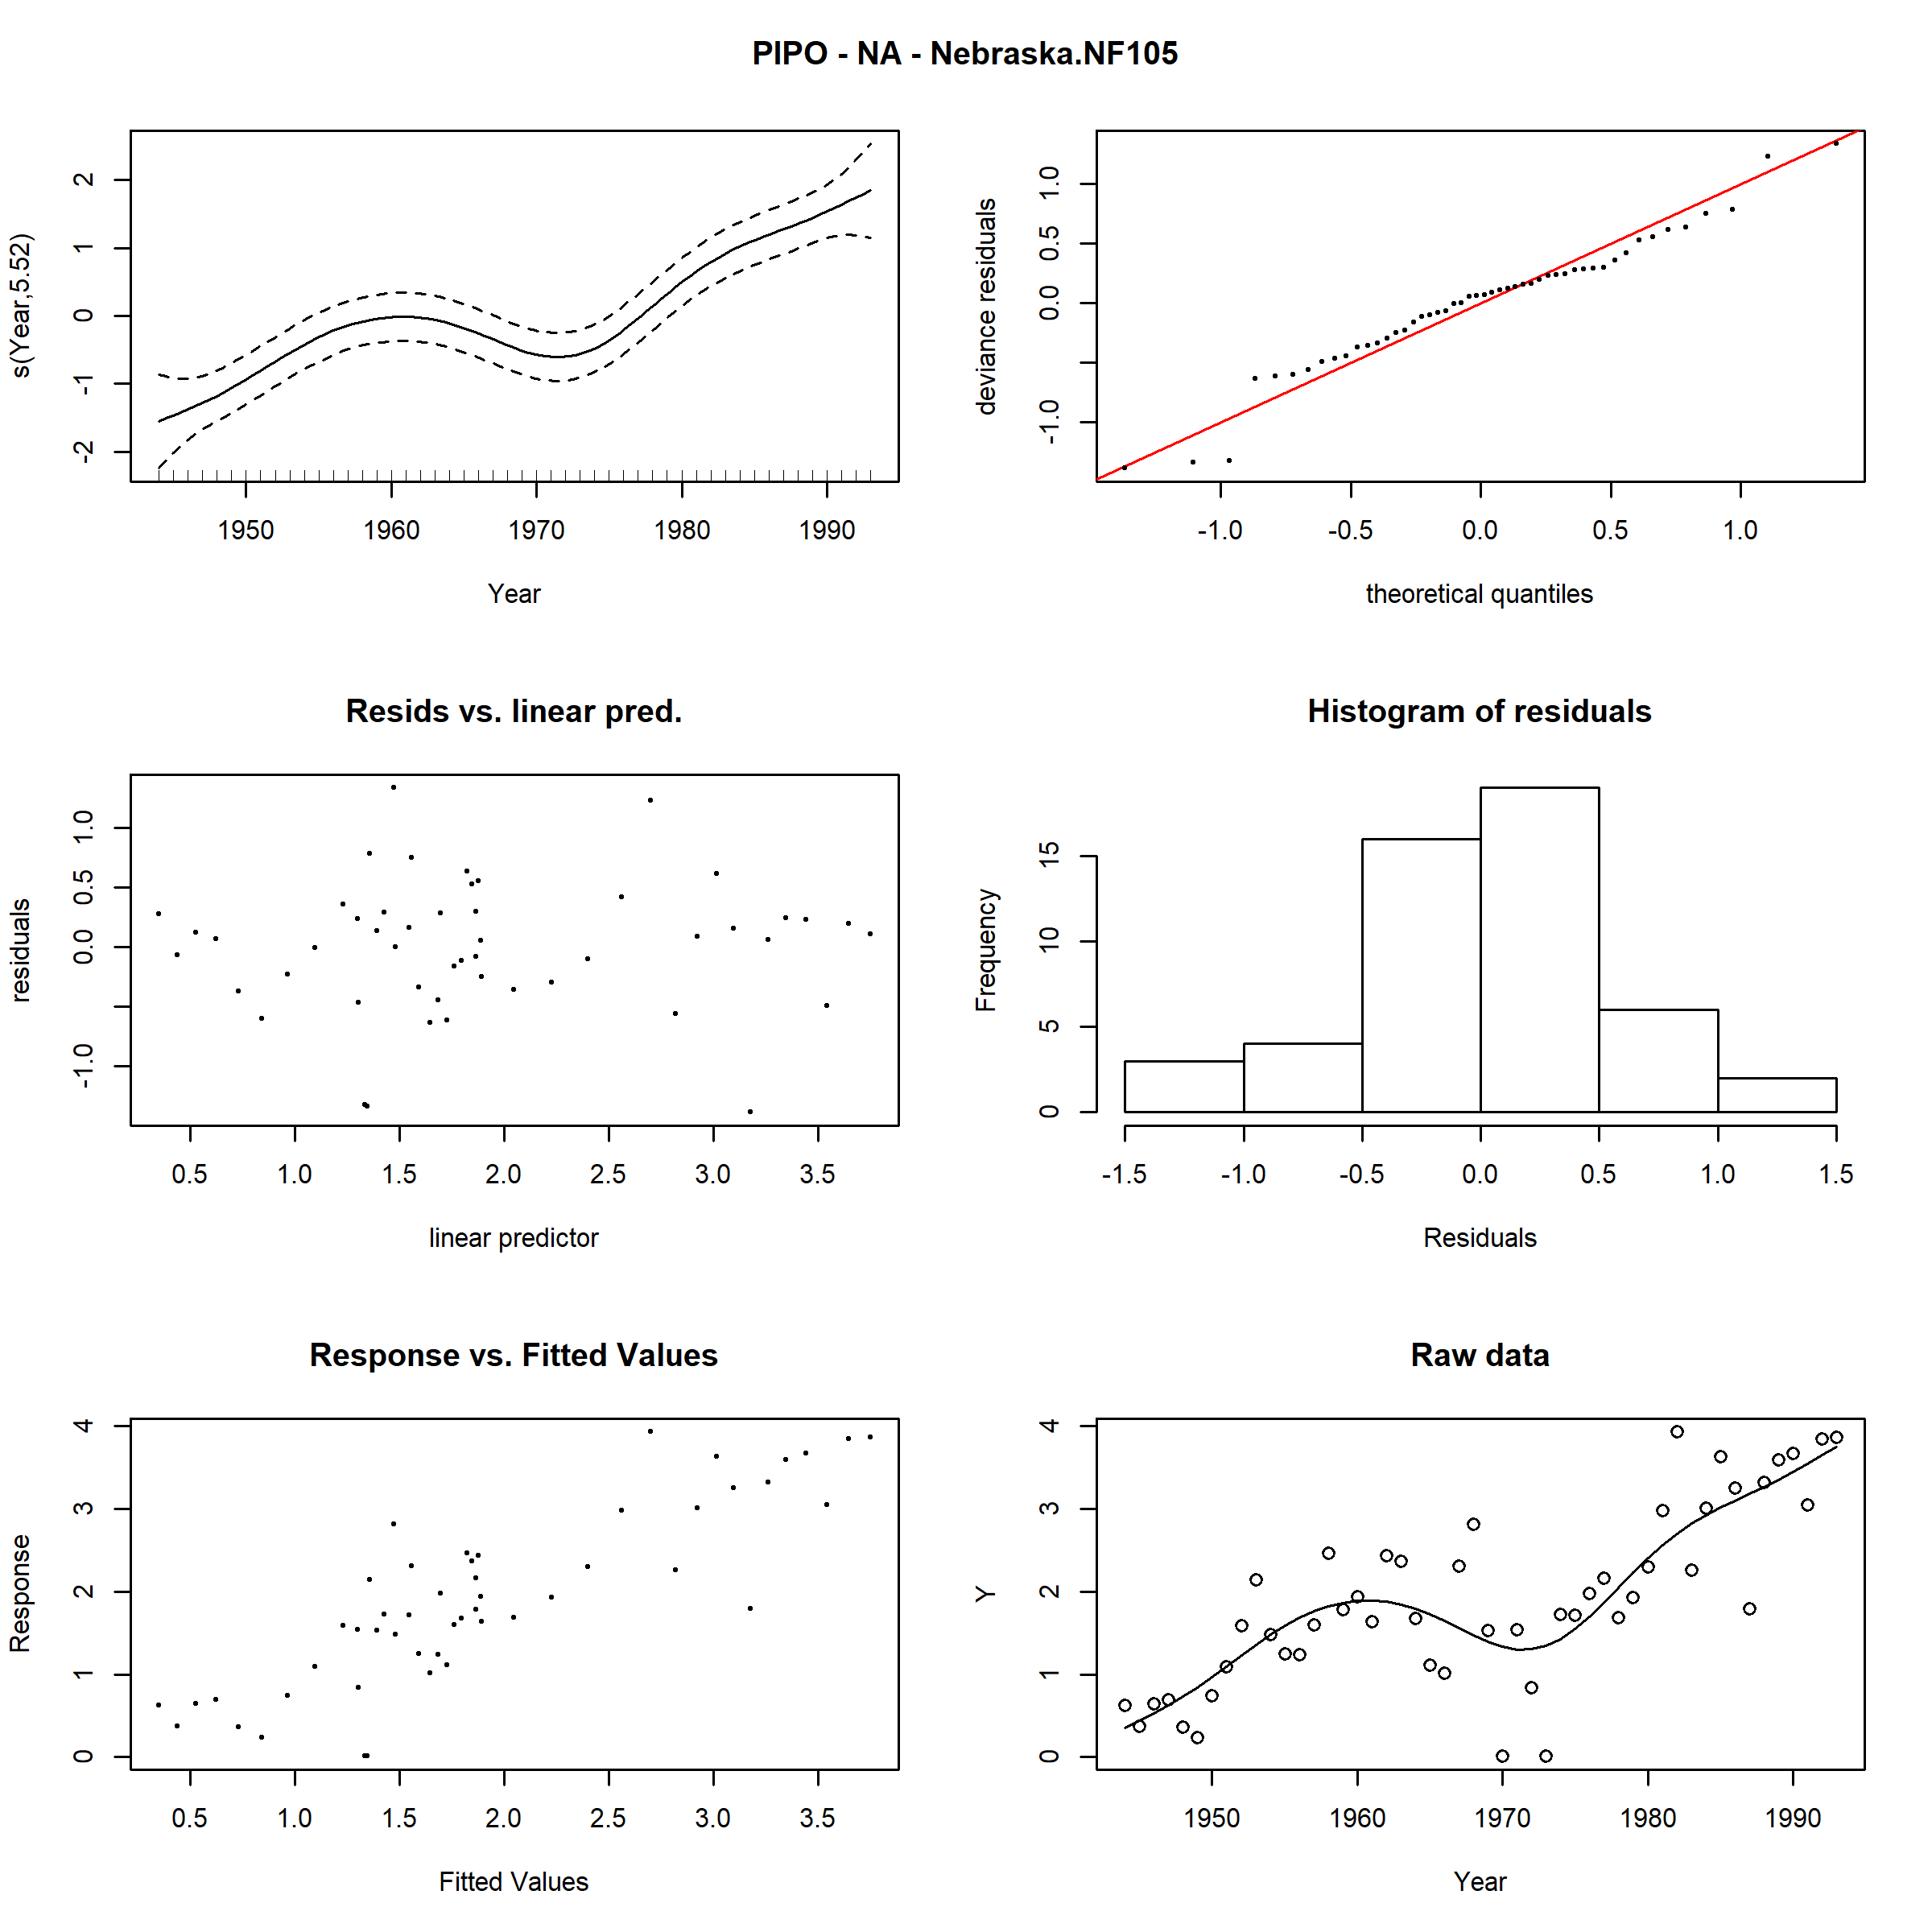 PIPO - NA - Nebraska.NF105
s(Year,5.52)
2
1
0
-1
-2
1950 1960 1970 1980 1990
Year
deviance residuals
1.0
0.5
0.0
-1.0
-1.0 -0.5 0.0 0.5 1.0
theoretical quantiles
Resids vs. linear pred.
residuals
1.0
0.5
0.0
-1.0
0.5 1.0 1.5 2.0 2.5 3.0 3.5
linear predictor
Histogram of residuals
Frequency
15
10
5
0
-1.5 -1.0 -0.5 0.0 0.5 1.0 1.5
Residuals
Response vs. Fitted Values
Response
4
3
2
1
0
0.5 1.0 1.5 2.0 2.5 3.0 3.5
Fitted Values
Raw data
Y
4
3
2
1
0
1950 1960 1970 1980 1990
Year